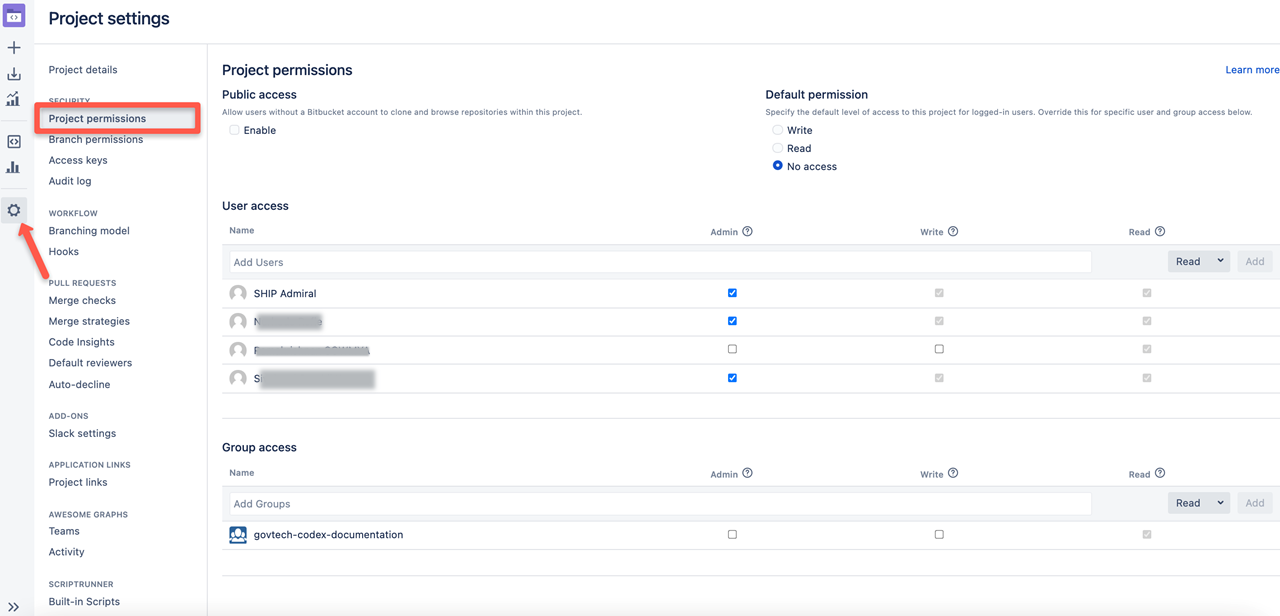 Project settings
Project details
SECURITY
Project permissions
Branch permissions
Access keys
Audit log
WORKFLOW
Branching model
Hooks
PULL REQUESTS
Merge checks
Merge strategies
Code Insights
Default reviewers
Auto-decline
ADD-ONS
Slack settings
APPLICATION LINKS
Project links
AWESOME GRAPHS
Teams
Activity
SCRIPTRUNNER
Built-in Scripts
Project permissions
Learn more
Public access
Allow users without a Bitbucket account to clone and browse repositories within this project.
Enable
Default permission
Specify the default level of access to this project for logged-in users. Override this for specific user and group access below.
Write
Read
No access
User access
Name Admin Write Read
Add Users Read Add
SHIP Admiral
Group access
Name Admin Write Read
Add Groups Read Add
govtech-codex-documentation